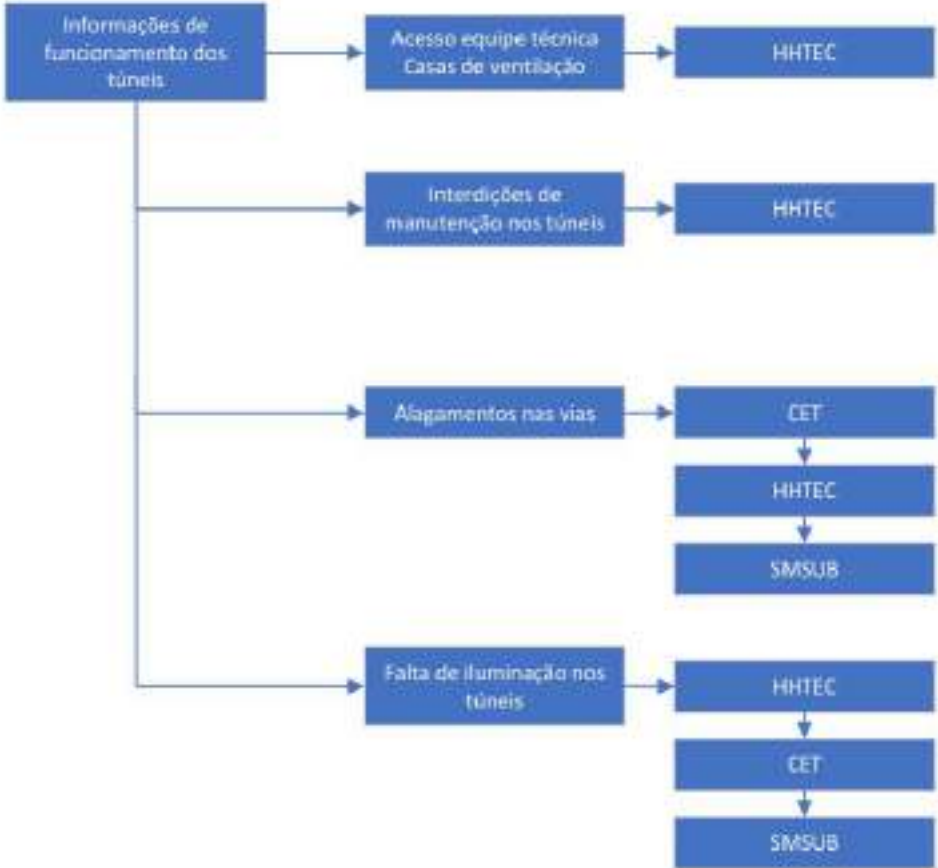 Informações de
funcionamento dos
túneis
Acesso equipe técnica
Casas de ventilação
HHTEC
Interdições de
manutenção nos túneis
HHTEC
Alagamentos nas vias
CET
HHTEC
SMSUB
Falta de iluminação nos
túneis
HHTEC
CET
SMSUB